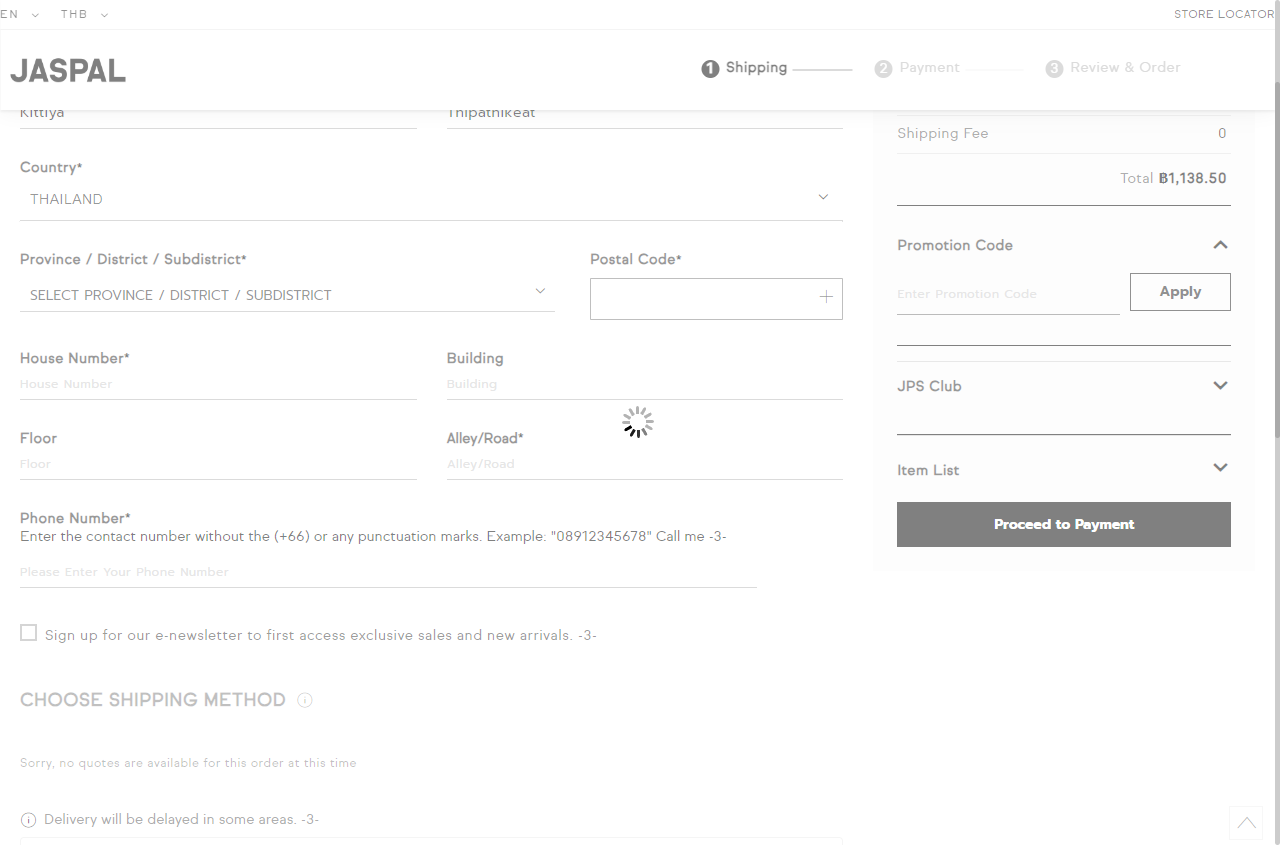 EN THB STORE LOCATOR
JASPAL
1 Shipping 2 Payment 3 Review & Order
Kittiya Thipathikeat
Country*
THAILAND
Province / District / Subdistrict* Postal Code*
SELECT PROVINCE / DISTRICT / SUBDISTRICT
House Number* Building
House Number Building
Floor Alley/Road*
Floor Alley/Road
Phone Number*
Enter the contact number without the (+66) or any punctuation marks. Example: "08912345678" Call me -3-
Please Enter Your Phone Number
Sign up for our e-newsletter to first access exclusive sales and new arrivals. -3-
CHOOSE SHIPPING METHOD
Sorry, no quotes are available for this order at this time
Delivery will be delayed in some areas. -3-
Shipping Fee 0
Total ฿1,138.50
Promotion Code
Enter Promotion Code Apply
JPS Club
Item List
Proceed to Payment